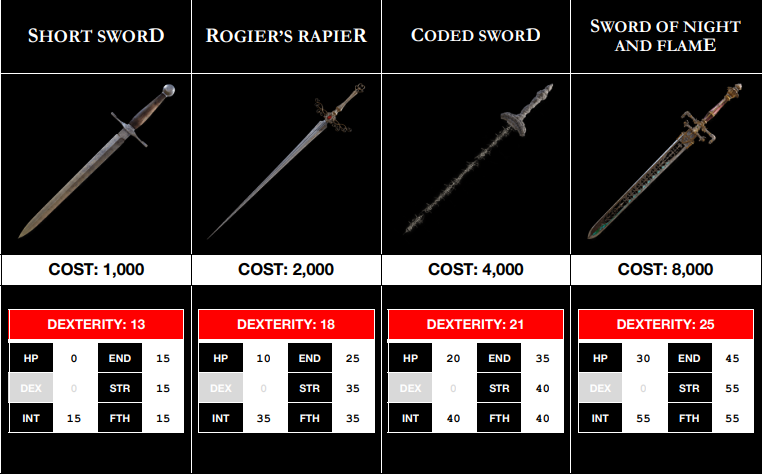 SHORT SWORD
ROGIER'S RAPIER
CODED SWORD
SWORD OF NIGHT
AND FLAME
COST: 1,000
COST: 2,000
COST: 4,000
COST: 8,000
DEXTERITY: 13
HP 0 END 15
DEX 0 STR 15
INT 15 FTH 15
DEXTERITY: 18
HP 10 END 25
DEX 0 STR 35
INT 35 FTH 35
DEXTERITY: 21
HP 20 END 35
DEX 0 STR 40
INT 40 FTH 40
DEXTERITY: 25
HP 30 END 45
DEX 0 STR 55
INT 55 FTH 55